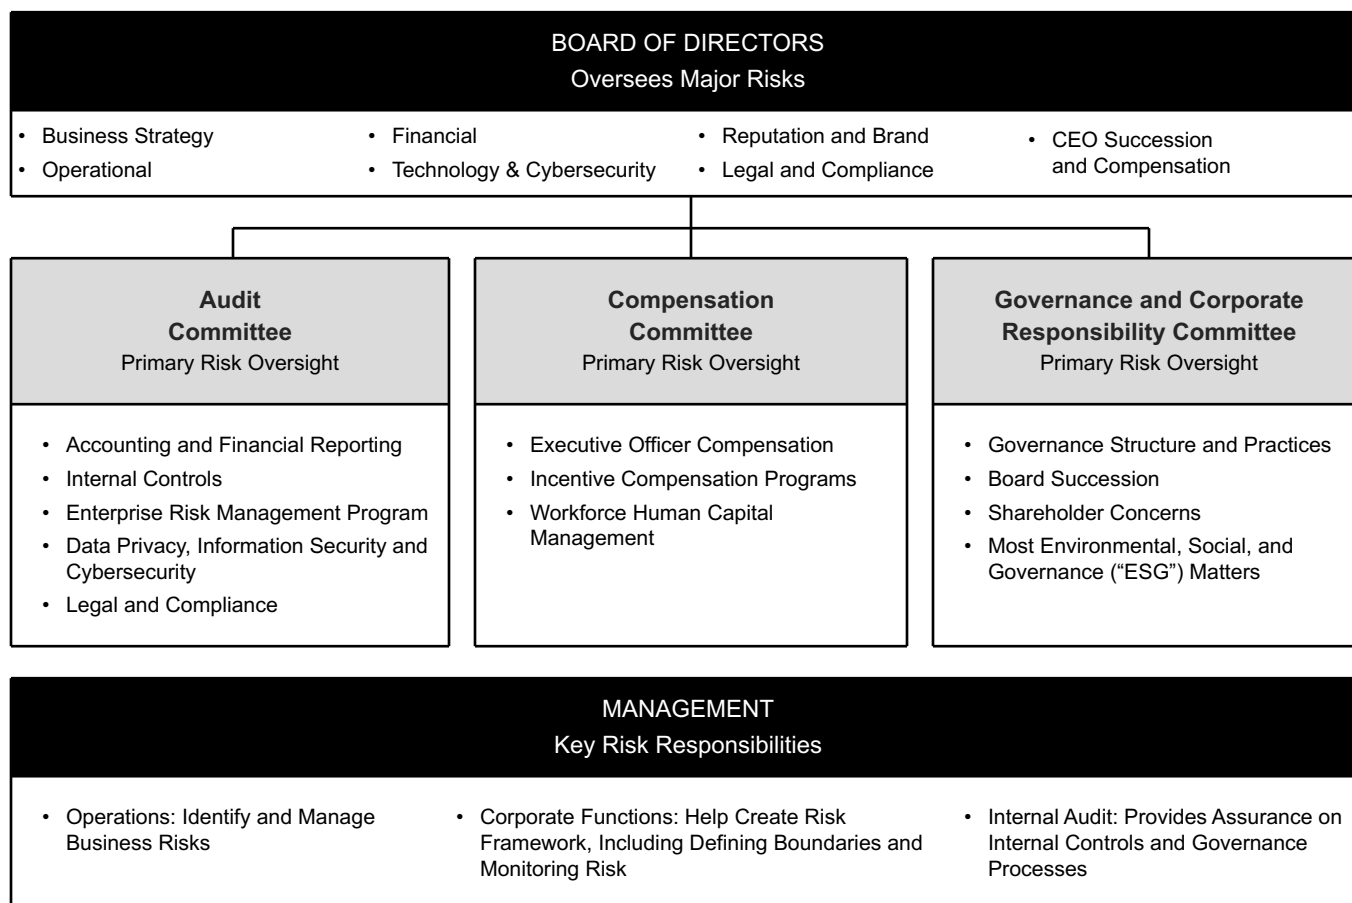 BOARD OF DIRECTORS
Oversees Major Risks
• Business Strategy
• Operational
• Financial
• Technology & Cybersecurity
• Reputation and Brand
• Legal and Compliance
• CEO Succession
and Compensation
Audit
Committee
Primary Risk Oversight
• Accounting and Financial Reporting
• Internal Controls
• Enterprise Risk Management Program
• Data Privacy, Information Security and
Cybersecurity
• Legal and Compliance
Compensation
Committee
Primary Risk Oversight
• Executive Officer Compensation
• Incentive Compensation Programs
• Workforce Human Capital
Management
Governance and Corporate
Responsibility Committee
Primary Risk Oversight
• Governance Structure and Practices
• Board Succession
• Shareholder Concerns
• Most Environmental, Social, and
Governance (“ESG”) Matters
MANAGEMENT
Key Risk Responsibilities
• Operations: Identify and Manage
Business Risks
• Corporate Functions: Help Create Risk
Framework, Including Defining Boundaries and
Monitoring Risk
• Internal Audit: Provides Assurance on
Internal Controls and Governance
Processes